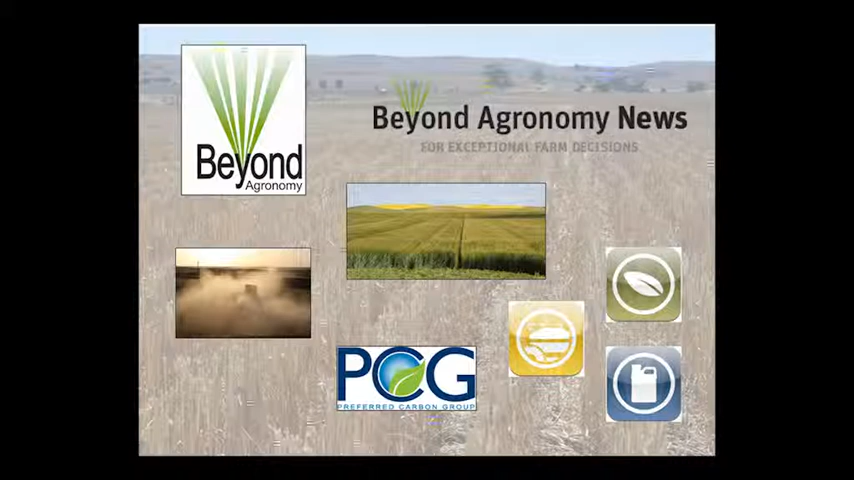 Beyond
Agronomy
Beyond Agronomy News
FOR EXCEPTIONAL FARM DECISIONS
PCG
PREFERRED CARBON GROUP